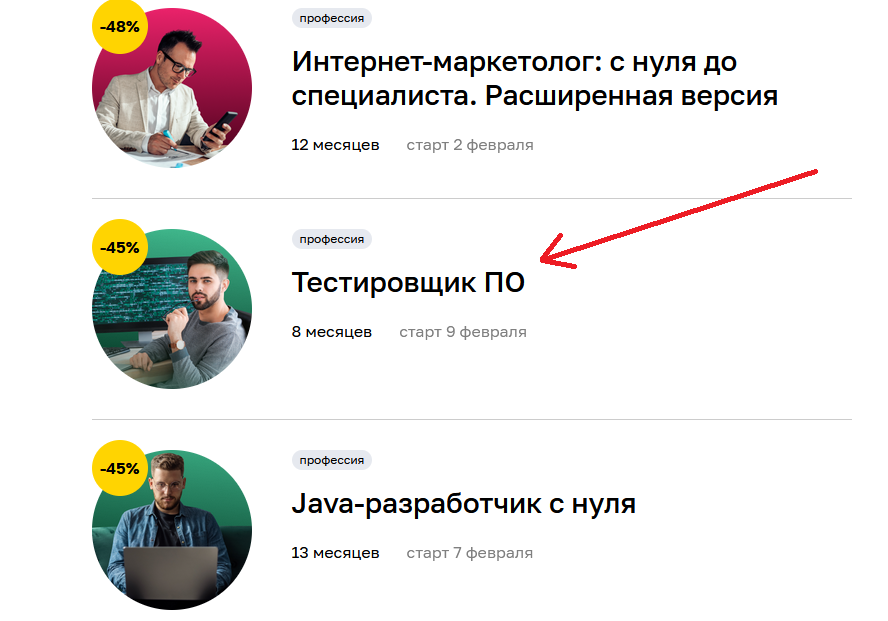 -48%
профессия
Интернет-маркетолог: с нуля до
специалиста. Расширенная версия
12 месяцев старт 2 февраля
-45%
профессия
Тестировщик ПО
8 месяцев старт 9 февраля
-45%
профессия
Java-разработчик с нуля
13 месяцев старт 7 февраля